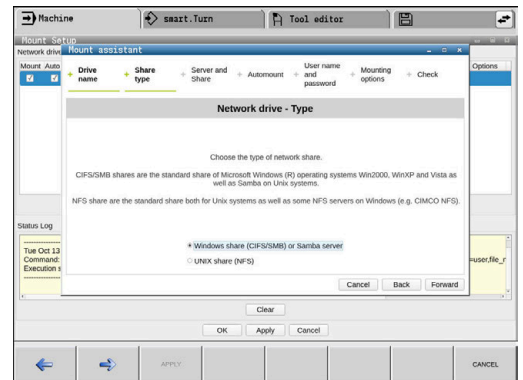 Machine
smart.Turn
Tool editor
Mount Setup
Network drive
Mount assistant
Mount Auto
Options
Drive name
Share type
Server and Share
Automount
User name and password
Mounting options
Check
Network drive - Type
Choose the type of network share.
CIFS/SMB shares are the standard share of Microsoft Windows (R) operating systems Win2000, WinXP and Vista as
well as Samba on Unix systems.
NFS share are the standard share both for Unix systems as well as some NFS servers on Windows (e.g. CIMCO NFS).
Status Log
Tue Oct 13
Command:
=user,file_r
Execution s
Windows share (CIFS/SMB) or Samba server
UNIX share (NFS)
Cancel Back Forward
Clear
OK Apply Cancel
APPLY
CANCEL